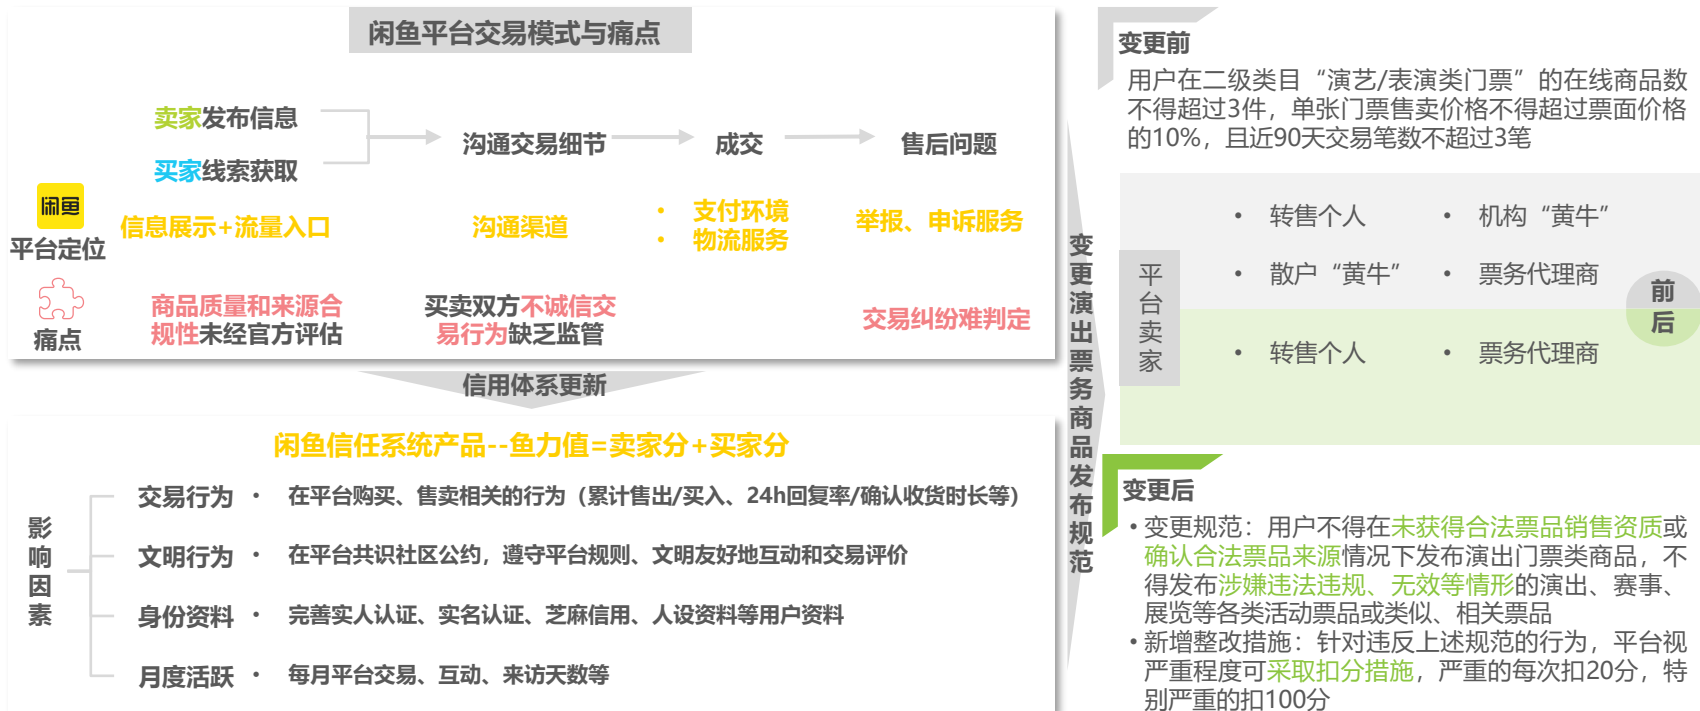 闲鱼平台交易模式与痛点
卖家发布信息
买家线索获取
沟通交易细节
成交
售后问题
闲鱼
平台定位
信息展示+流量入口
沟通渠道
• 支付环境
• 物流服务
举报、申诉服务
痛点
商品质量和来源合
规性未经官方评估
买卖双方不诚信交
易行为缺乏监管
交易纠纷难判定
信用体系更新
闲鱼信任系统产品--鱼力值=卖家分+买家分
影响因素
交易行为 • 在平台购买、售卖相关的行为（累计售出/买入、24h回复率/确认收货时长等）
文明行为 • 在平台共识社区公约，遵守平台规则、文明友好地互动和交易评价
身份资料 • 完善实人认证、实名认证、芝麻信用、人设资料等用户资料
月度活跃 • 每月平台交易、互动、来访天数等
变更演出票务商品发布规范
变更前
用户在二级类目“演艺/表演类门票”的在线商品数
不得超过3件，单张门票售卖价格不得超过票面价格
的10%，且近90天交易笔数不超过3笔
平台卖家
• 转售个人
• 机构“黄牛”
• 散户“黄牛”
• 票务代理商
前
后
• 转售个人
• 票务代理商
变更后
• 变更规范：用户不得在未获得合法票品销售资质或
确认合法票品来源情况下发布演出门票类商品，不
得发布涉嫌违法违规、无效等情形的演出、赛事、
展览等各类活动票品或类似、相关票品
• 新增整改措施：针对违反上述规范的行为，平台视
严重程度可采取扣分措施，严重的每次扣20分，特
别严重的扣100分